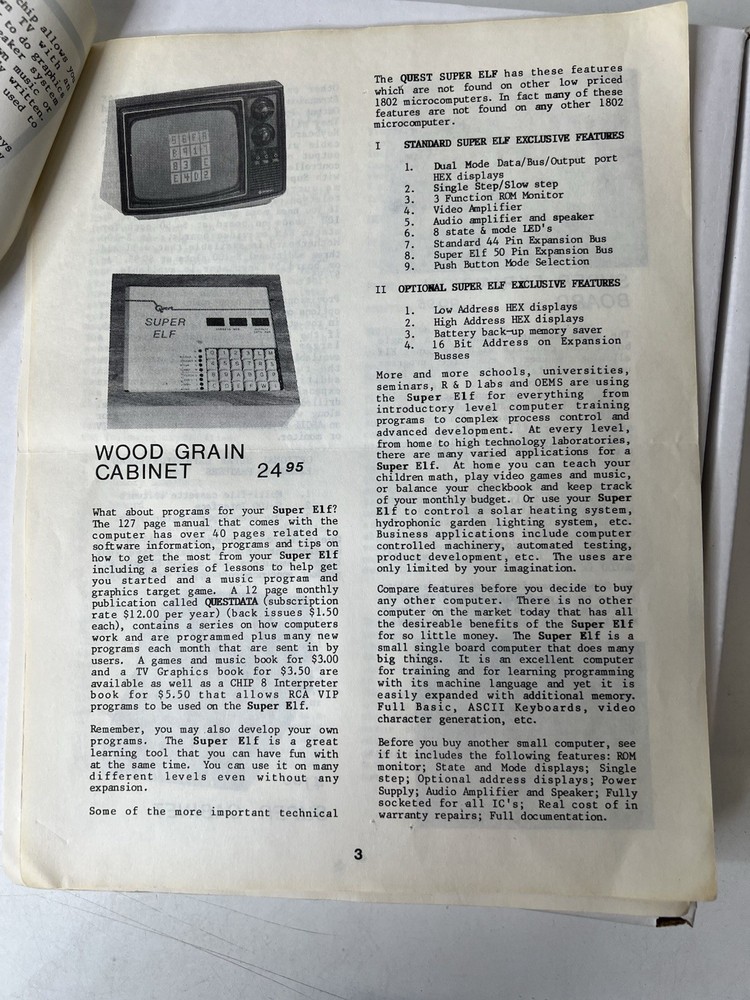 chip allows you
TV with an
to do graphics
eaker system
n music or
written.
used to
QUEST
SUPER
ELF
WOOD GRAIN
CABINET 24.95
What about programs for your Super Elf?
The 127 page manual that comes with the
computer has over 40 pages related to
software information, programs and tips on
how to get the most from your Super Elf
including a series of lessons to help get
you started and a music program and
graphics target game. A 12 page monthly
publication called QUESTDATA (subscription
rate $12.00 per year) (back issues $1.50
each), contains a series on how computers
work and are programmed plus many new
programs each month that are sent in by
users. A games and music book for $3.00
and a TV Graphics book for $3.50 are
available as well as a CHIP 8 Interpreter
book for $5.50 that allows RCA VIP
programs to be used on the Super Elf.
Remember, you may also develop your own
programs. The Super Elf is a great
learning tool that you can have fun with
at the same time. You can use it on many
different levels even without any
expansion.
Some of the more important technical
The QUEST SUPER ELF has these features
which are not found on other low priced
1802 microcomputers. In fact many of these
features are not found on any other 1802
microcomputer.
I STANDARD SUPER ELF EXCLUSIVE FEATURES
1. Dual Mode Data/Bus/Output port
HEX displays
2. Single Step/Slow step
3. 3 Function ROM Monitor
4. Video Amplifier
5. Audio amplifier and speaker
6. 8 state & mode LED's
7. Standard 44 Pin Expansion Bus
8. Super Elf 50 Pin Expansion Bus
9. Push Button Mode Selection
II OPTIONAL SUPER ELF EXCLUSIVE FEATURES
1. Low Address HEX displays
2. High Address HEX displays
3. Battery back-up memory saver
4. 16 Bit Address on Expansion
Busses
More and more schools, universities,
seminars, R & D labs and OEMS are using
the Super Elf for everything from
introductory level computer training
programs to complex process control and
advanced development. At every level,
from home to high technology laboratories,
there are many varied applications for a
Super Elf. At home you can teach your
children math, play video games and music,
or balance your checkbook and keep track
of your monthly budget. Or use your Super
Elf to control a solar heating system,
hydrophonic garden lighting system, etc.
Business applications include computer
controlled machinery, automated testing,
product development, etc. The uses are
only limited by your imagination.
Compare features before you decide to buy
any other computer. There is no other
computer on the market today that has all
the desireable benefits of the Super Elf
for so little money. The Super Elf is a
small single board computer that does many
big things. It is an excellent computer
for training and for learning programming
with its machine language and yet it is
easily expanded with additional memory.
Full Basic, ASCII Keyboards, video
character generation, etc.
Before you buy another small computer, see
if it includes the following features: ROM
monitor; State and Mode displays; Single
step; Optional address displays; Power
Supply; Audio Amplifier and Speaker; Fully
socketed for all IC's; Real cost of in
warranty repairs; Full documentation.
3